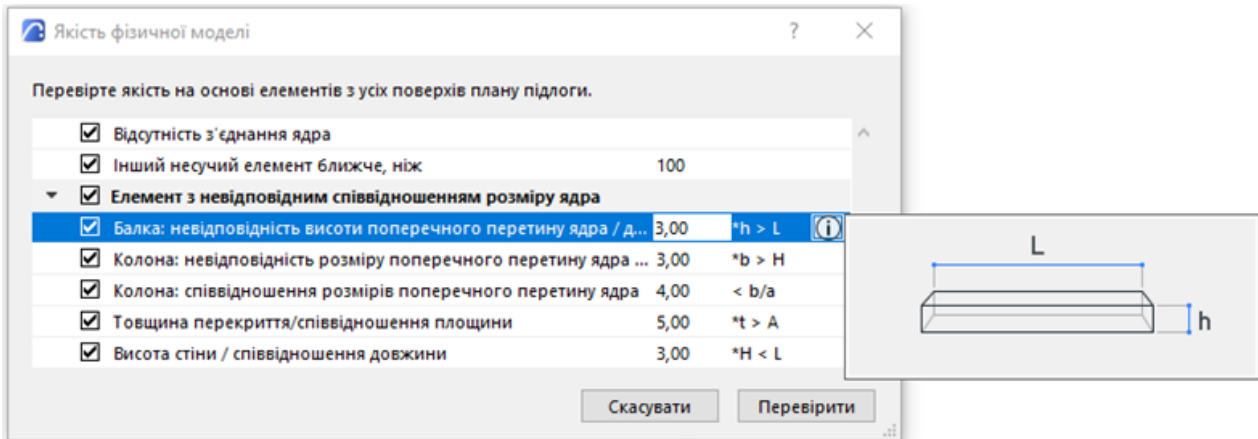 Якість фізичної моделі
?
Перевірте якість на основі елементів з усіх поверхів плану підлоги.
Відсутність з'єднання ядра
Інший несучий елемент ближче, ніж 100
Елемент з невідповідним співвідношенням розміру ядра
Балка: невідповідність висоти поперечного перетину ядра / д... 3,00 *h > L
Колона: невідповідність розміру поперечного перетину ядра ... 3,00 *b > H
Колона: співвідношення розмірів поперечного перетину ядра 4,00 < b/a
Товщина перекриття/співвідношення площини 5,00 *t > A
Висота стіни / співвідношення довжини 3,00 *H < L
Скасувати Перевірити
L
h